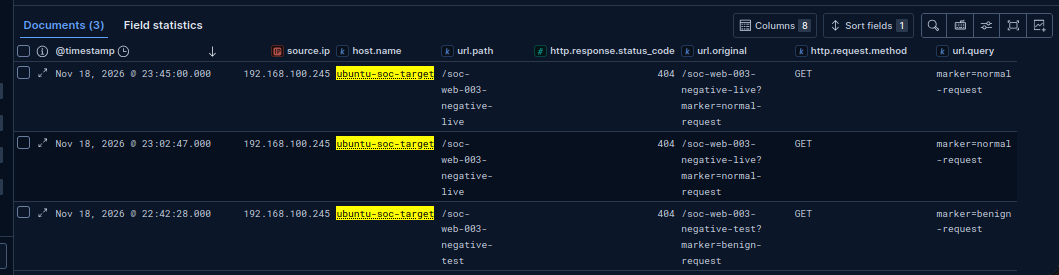 Documents (3) Field statistics
Columns 8 Sort fields 1
@timestamp source.ip host.name url.path http.response.status_code url.original http.request.method url.query
Nov 18, 2026 @ 23:45:00.000 192.168.100.245 ubuntu-soc-target /soc- 404 /soc-web-003- GET marker=normal
web-003- negative-live? -request
negative- marker=normal-
live request
Nov 18, 2026 @ 23:02:47.000 192.168.100.245 ubuntu-soc-target /soc- 404 /soc-web-003- GET marker=normal
web-003- negative-live? -request
negative- marker=normal-
live request
Nov 18, 2026 @ 22:42:28.000 192.168.100.245 ubuntu-soc-target /soc- 404 /soc-web-003- GET marker=benign
web-003- negative-test? -request
negative- marker=benign-
test request